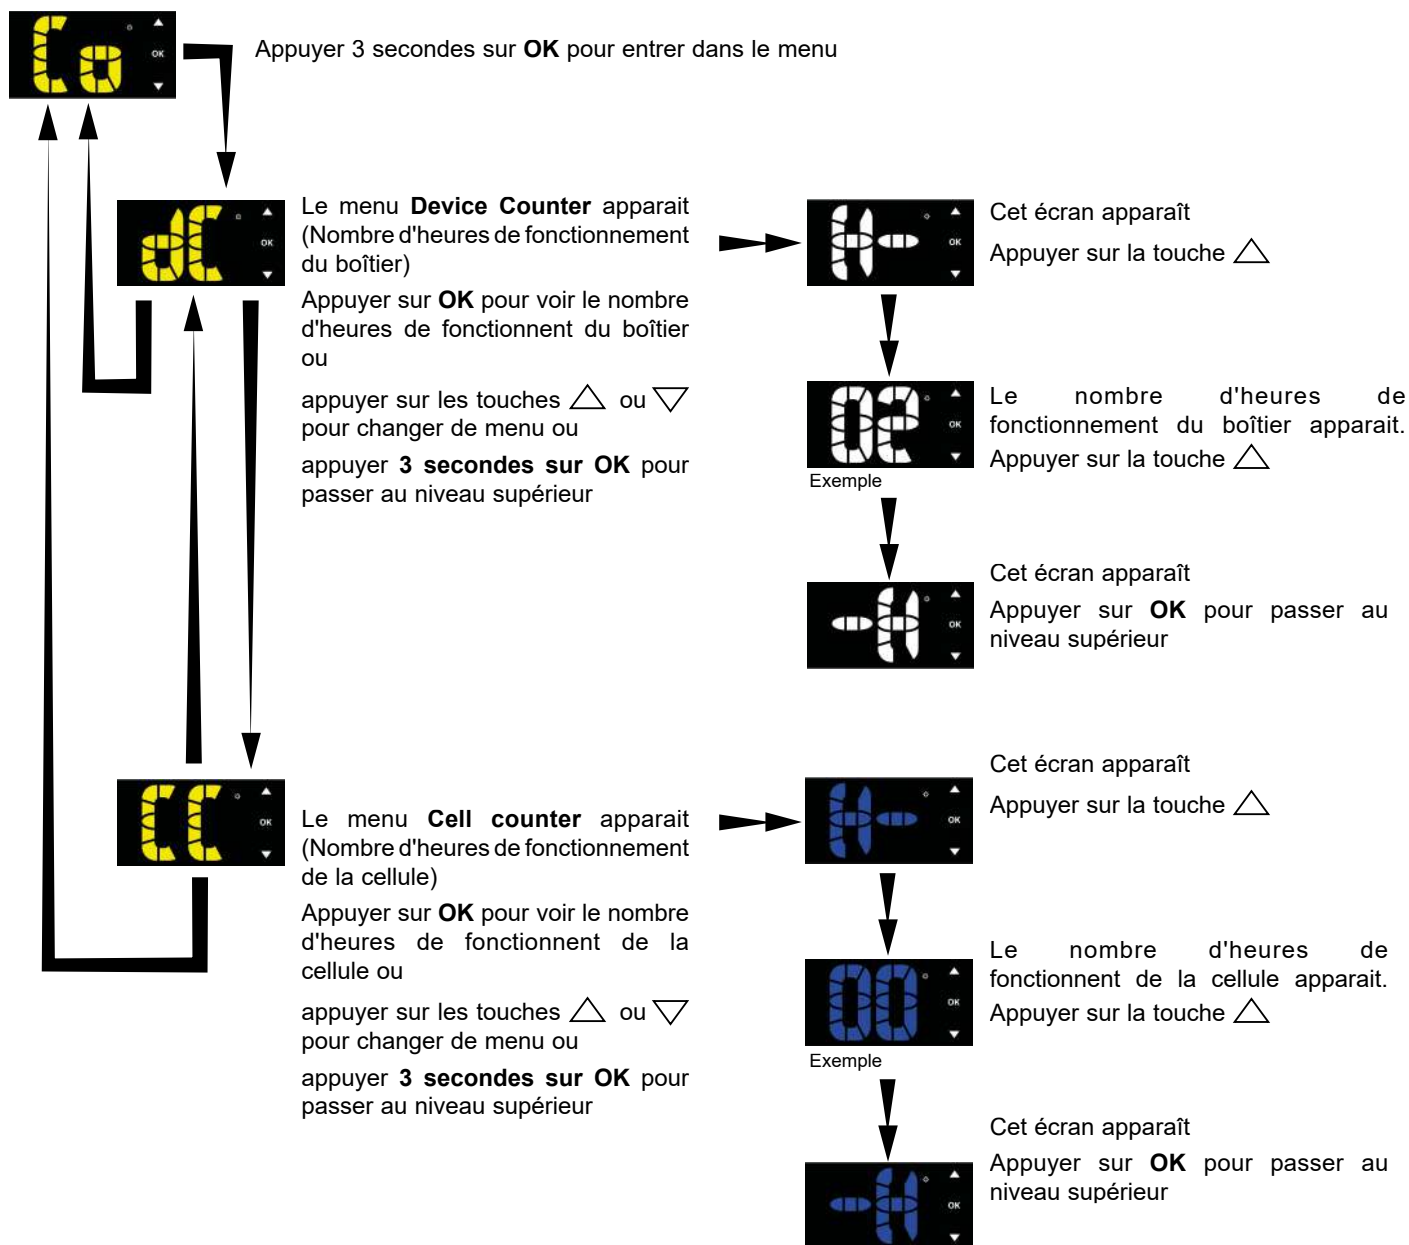 Co
OK
Appuyer 3 secondes sur OK pour entrer dans le menu
dC
OK
Le menu Device Counter apparait
(Nombre d'heures de fonctionnement
du boîtier)
Appuyer sur OK pour voir le nombre
d'heures de fonctionnent du boîtier
ou
appuyer sur les touches △ ou ▽
pour changer de menu ou
appuyer 3 secondes sur OK pour
passer au niveau supérieur
H-
OK
Cet écran apparaît
Appuyer sur la touche △
02
OK
Exemple
Le nombre d'heures de
fonctionnement du boîtier apparait.
Appuyer sur la touche △
-H
OK
Cet écran apparaît
Appuyer sur OK pour passer au
niveau supérieur
CC
OK
Le menu Cell counter apparait
(Nombre d'heures de fonctionnement
de la cellule)
Appuyer sur OK pour voir le nombre
d'heures de fonctionnent de la
cellule ou
appuyer sur les touches △ ou ▽
pour changer de menu ou
appuyer 3 secondes sur OK pour
passer au niveau supérieur
H-
OK
Cet écran apparaît
Appuyer sur la touche △
00
OK
Exemple
Le nombre d'heures de
fonctionnent de la cellule apparait.
Appuyer sur la touche △
-H
OK
Cet écran apparaît
Appuyer sur OK pour passer au
niveau supérieur